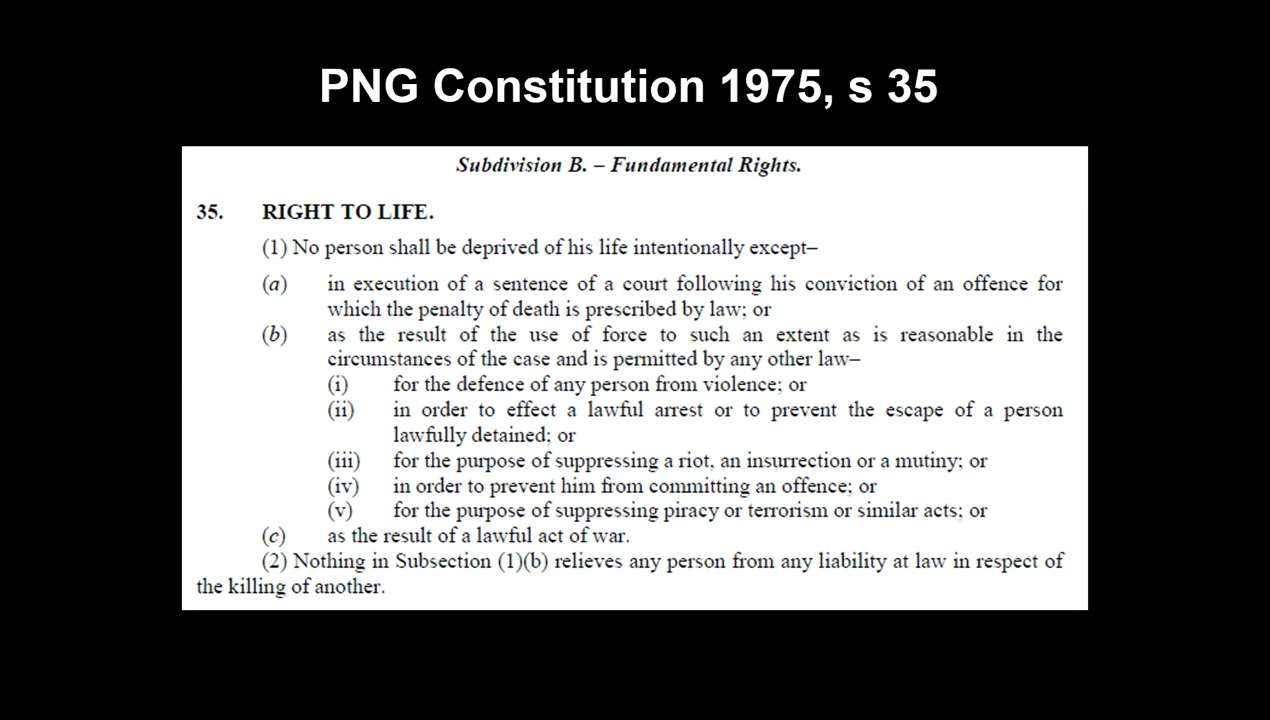 PNG Constitution 1975, s 35
Subdivision B. – Fundamental Rights.
35. RIGHT TO LIFE.
(1) No person shall be deprived of his life intentionally except–
(a) in execution of a sentence of a court following his conviction of an offence for
which the penalty of death is prescribed by law; or
(b) as the result of the use of force to such an extent as is reasonable in the
circumstances of the case and is permitted by any other law–
(i) for the defence of any person from violence; or
(ii) in order to effect a lawful arrest or to prevent the escape of a person
lawfully detained; or
(iii) for the purpose of suppressing a riot, an insurrection or a mutiny; or
(iv) in order to prevent him from committing an offence; or
(v) for the purpose of suppressing piracy or terrorism or similar acts; or
(c) as the result of a lawful act of war.
(2) Nothing in Subsection (1)(b) relieves any person from any liability at law in respect of
the killing of another.